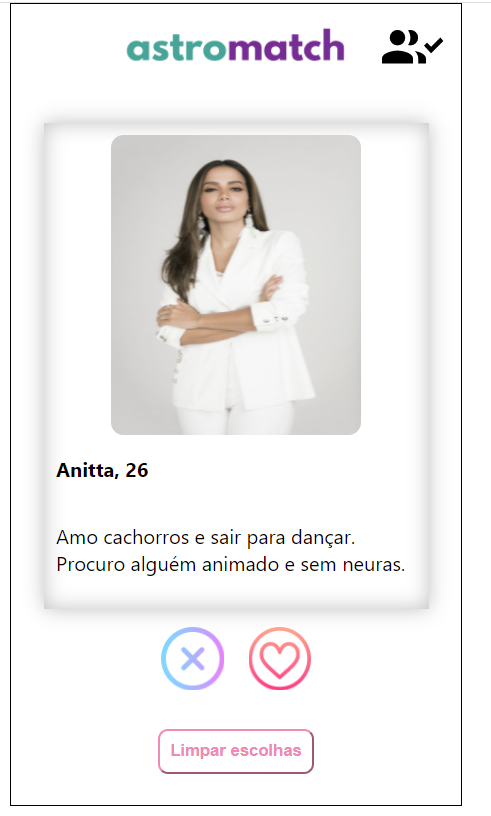 astromatch
Anitta, 26
Amo cachorros e sair para dançar.
Procuro alguém animado e sem neuras.
Limpar escolhas